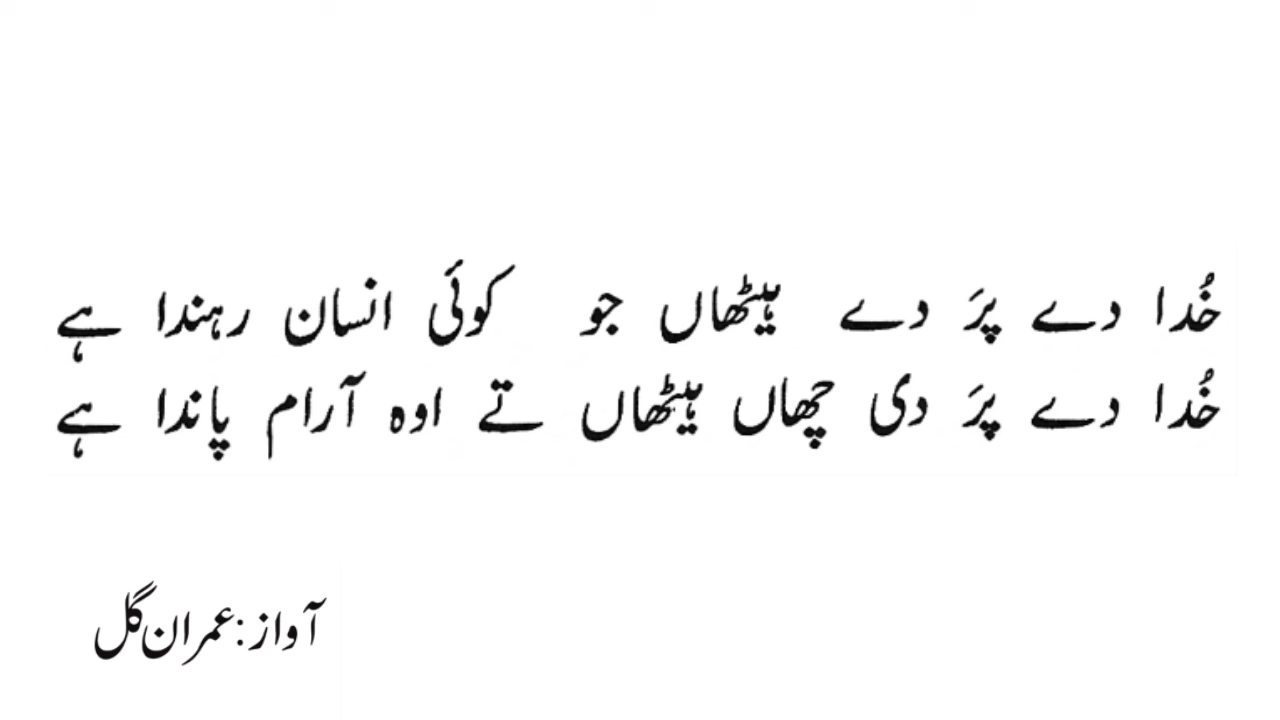 خُدا دے پرَ دے ہیٹھاں جو کوئی انسان رہندا ہے
خُدا دے پرَ دی چھاں ہیٹھاں تے اوہ آرام پاندا ہے
آواز: عمران گل